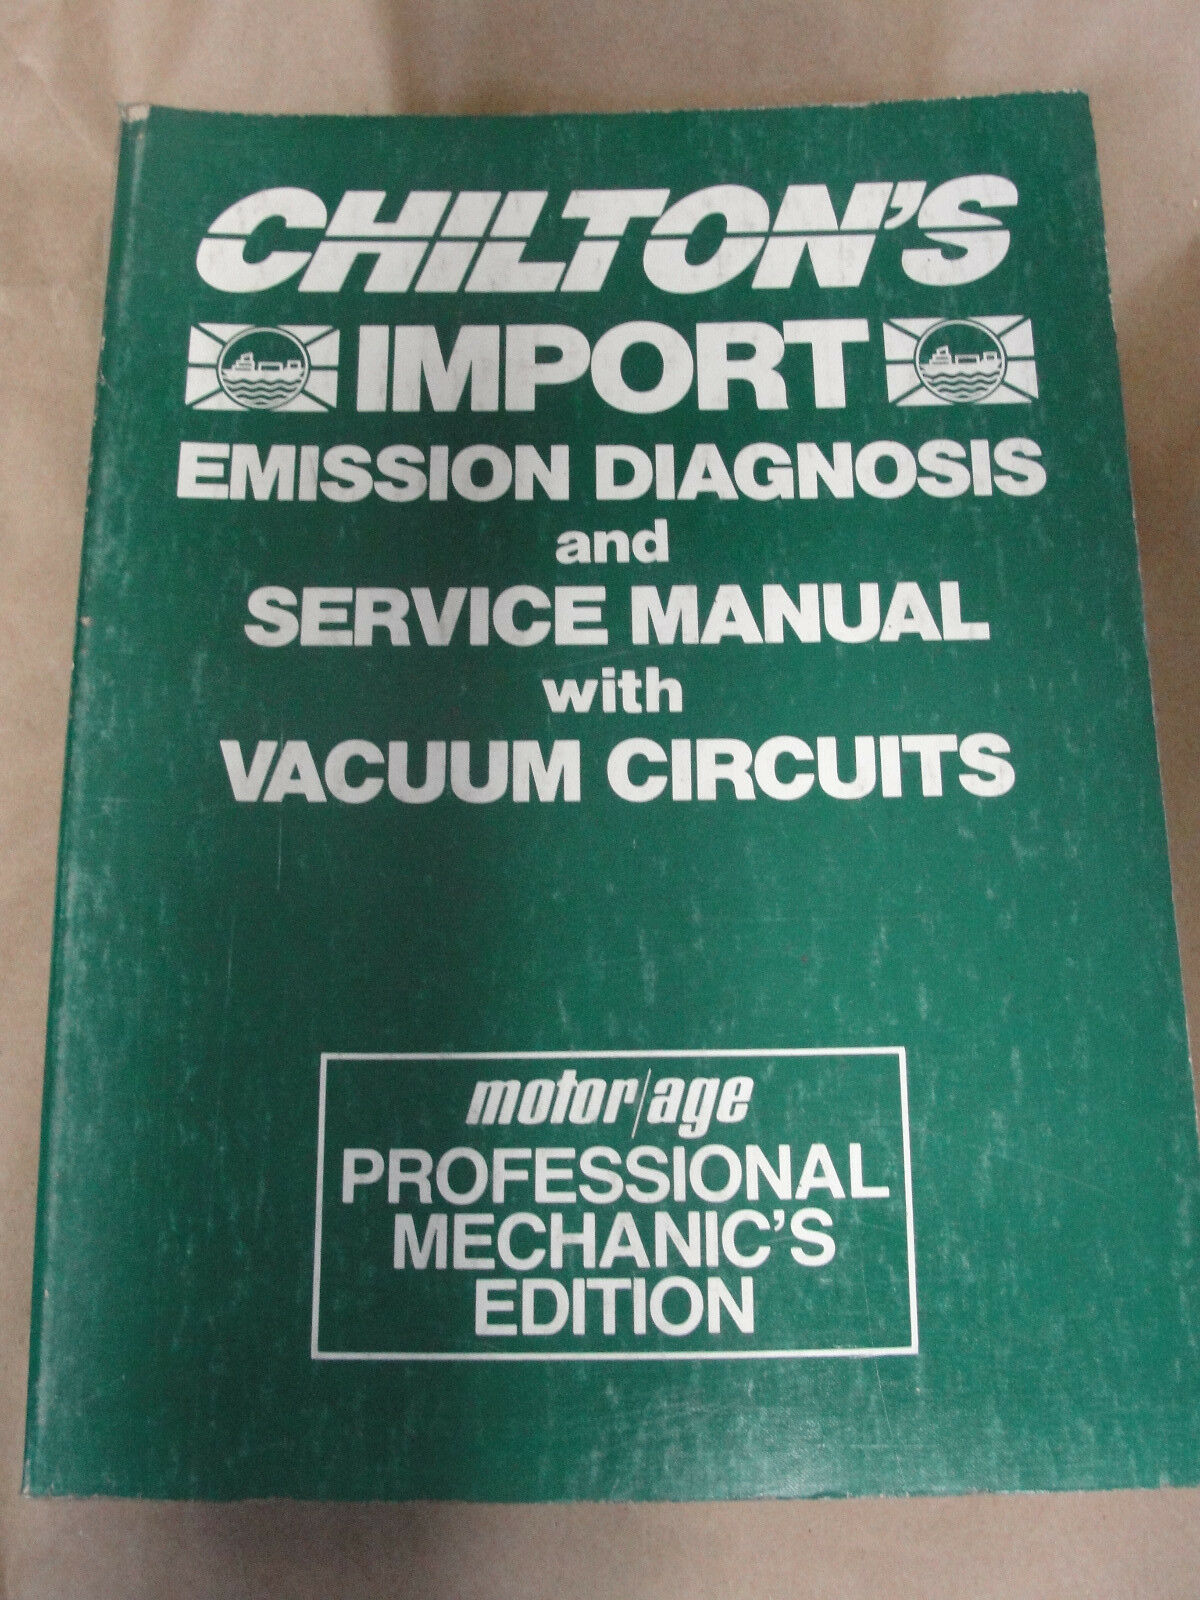 CHILTON'S
IMPORT
EMISSION DIAGNOSIS
and
SERVICE MANUAL
with
VACUUM CIRCUITS
motor/age
PROFESSIONAL
MECHANIC'S
EDITION